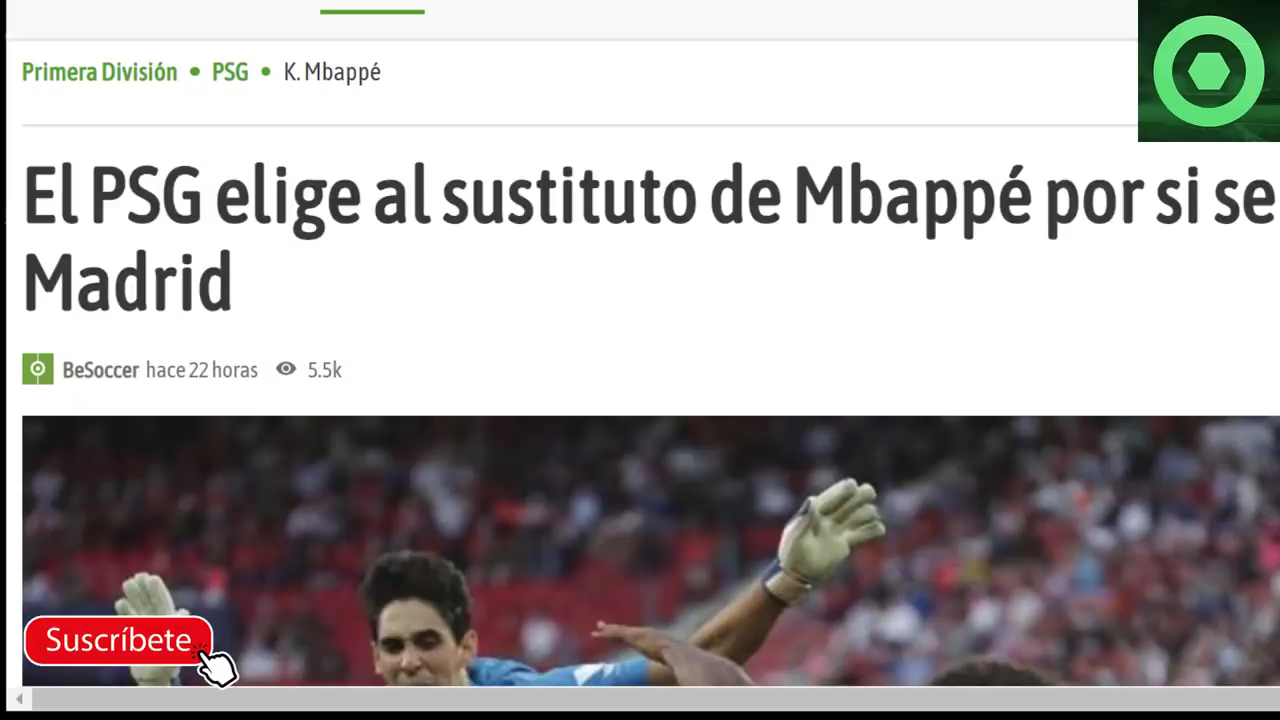 Primera División • PSG • K. Mbappé
El PSG elige al sustituto de Mbappé por si se
Madrid
BeSoccer hace 22 horas 5.5k
Suscríbete